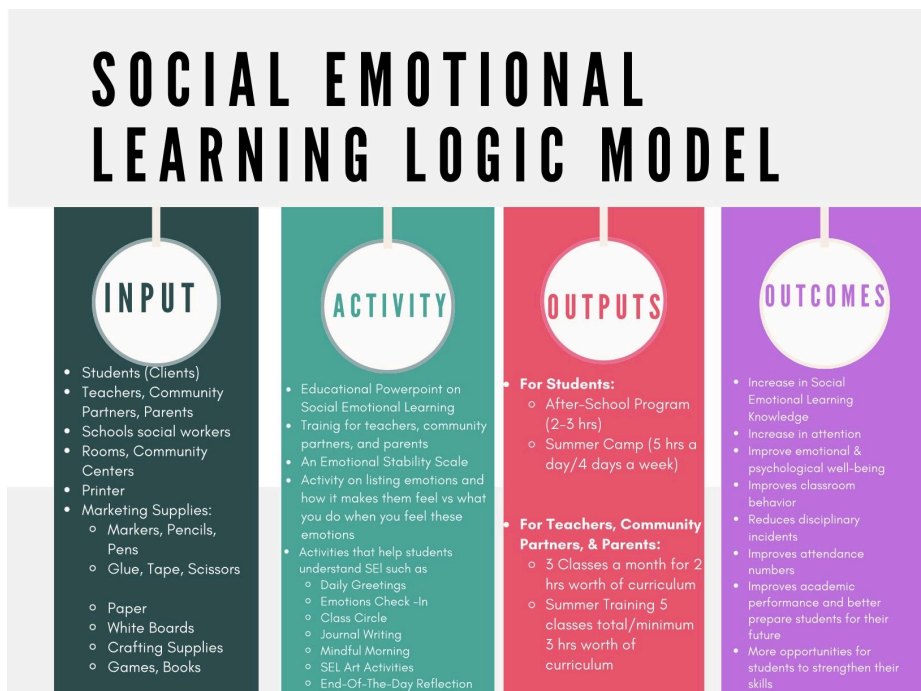 SOCIAL EMOTIONAL
LEARNING LOGIC MODEL
INPUT
• Students (Clients)
• Teachers, Community
Partners, Parents
• Schools social workers
• Rooms, Community
Centers
• Printer
• Marketing Supplies:
◦ Markers, Pencils,
Pens
◦ Glue, Tape, Scissors
◦ Paper
◦ White Boards
◦ Crafting Supplies
◦ Games, Books
ACTIVITY
• Educational Powerpoint on
Social Emotional Learning
• Trainig for teachers, community
partners, and parents
• An Emotional Stability Scale
• Activity on listing emotions and
how it makes them feel vs what
you do when you feel these
emotions
• Activities that help students
understand SEl such as
◦ Daily Greetings
◦ Emotions Check -In
◦ Class Circle
◦ Journal Writing
◦ Mindful Morning
◦ SEL Art Activities
◦ End-Of-The-Day Reflection
OUTPUTS
• For Students:
◦ After-School Program
(2-3 hrs)
◦ Summer Camp (5 hrs a
day/4 days a week)
• For Teachers, Community
Partners, & Parents:
◦ 3 Classes a month for 2
hrs worth of curriculum
◦ Summer Training 5
classes total/minimum
3 hrs worth of
curriculum
OUTCOMES
• Increase in Social
Emotional Learning
Knowledge
• Increase in attention
• Improve emotional &
psychological well-being
• Improves classroom
behavior
• Reduces disciplinary
incidents
• Improves attendance
numbers
• Improves academic
performance and better
prepare students for their
future
• More opportunities for
students to strengthen their
skills